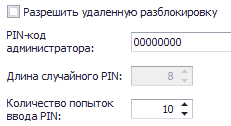 Разрешить удаленную разблокировку
PIN-код
администратора:
00000000
Длина случайного PIN:
8
Количество попыток
ввода PIN:
10